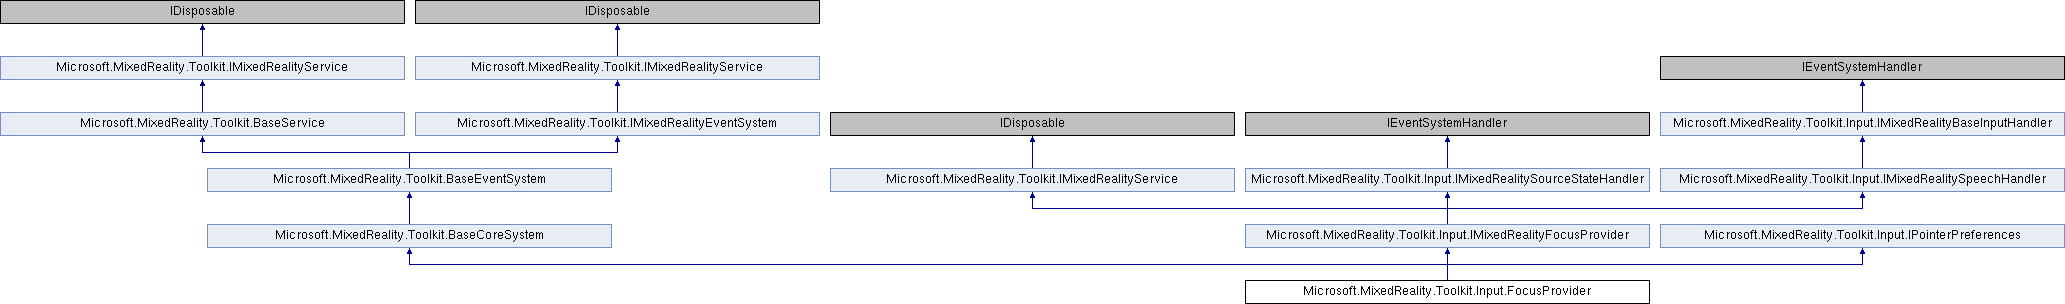 IDisposable
IDisposable
Microsoft.MixedReality.Toolkit.IMixedRealityService
Microsoft.MixedReality.Toolkit.IMixedRealityService
IEventSystemHandler
Microsoft.MixedReality.Toolkit.BaseService
Microsoft.MixedReality.Toolkit.IMixedRealityEventSystem
IDisposable
IEventSystemHandler
Microsoft.MixedReality.Toolkit.Input.IMixedRealityBaseInputHandler
Microsoft.MixedReality.Toolkit.BaseEventSystem
Microsoft.MixedReality.Toolkit.IMixedRealityService
Microsoft.MixedReality.Toolkit.Input.IMixedRealitySourceStateHandler
Microsoft.MixedReality.Toolkit.Input.IMixedRealitySpeechHandler
Microsoft.MixedReality.Toolkit.BaseCoreSystem
Microsoft.MixedReality.Toolkit.Input.IMixedRealityFocusProvider
Microsoft.MixedReality.Toolkit.Input.IPointerPreferences
Microsoft.MixedReality.Toolkit.Input.FocusProvider